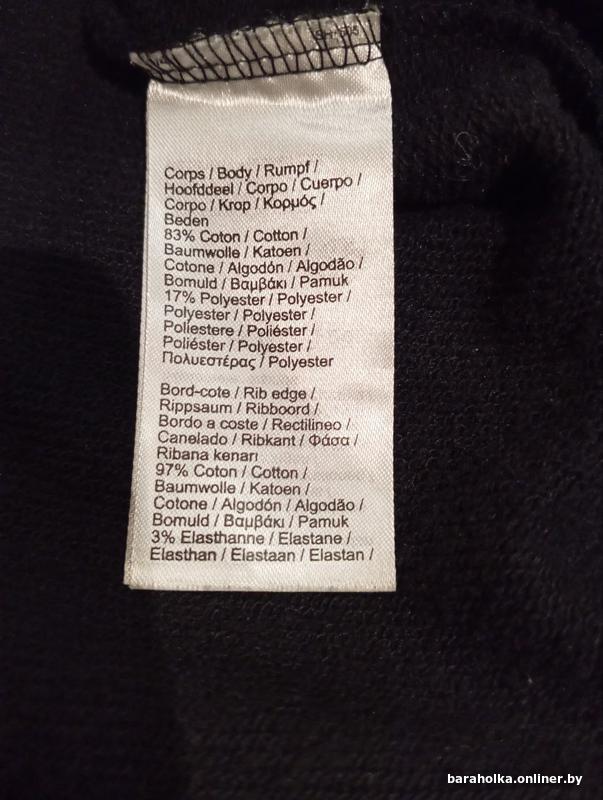 Corps / Body / Rumpf /
Hoofddeel / Corpo / Cuerpo /
Corpo / Krop / Κορμός /
Beden
83% Coton / Cotton /
Baumwolle / Katoen /
Cotone / Algodón / Algodão /
Bomuld / Βαμβάκι / Pamuk
17% Polyester / Polyester /
Polyester / Polyester /
Poliestere / Poliéster /
Poliéster / Polyester /
Πολυεστέρας / Polyester
Bord-cote / Rib edge /
Rippsaum / Ribboord /
Bordo a coste / Rectilineo /
Canelado / Ribkant / Φάσα /
Ribana kenarı
97% Coton / Cotton /
Baumwolle / Katoen /
Cotone / Algodón / Algodão /
Bomuld / Βαμβάκι / Pamuk
3% Elasthanne / Elastane /
Elasthan / Elastaan / Elastan /
baraholka.onliner.by